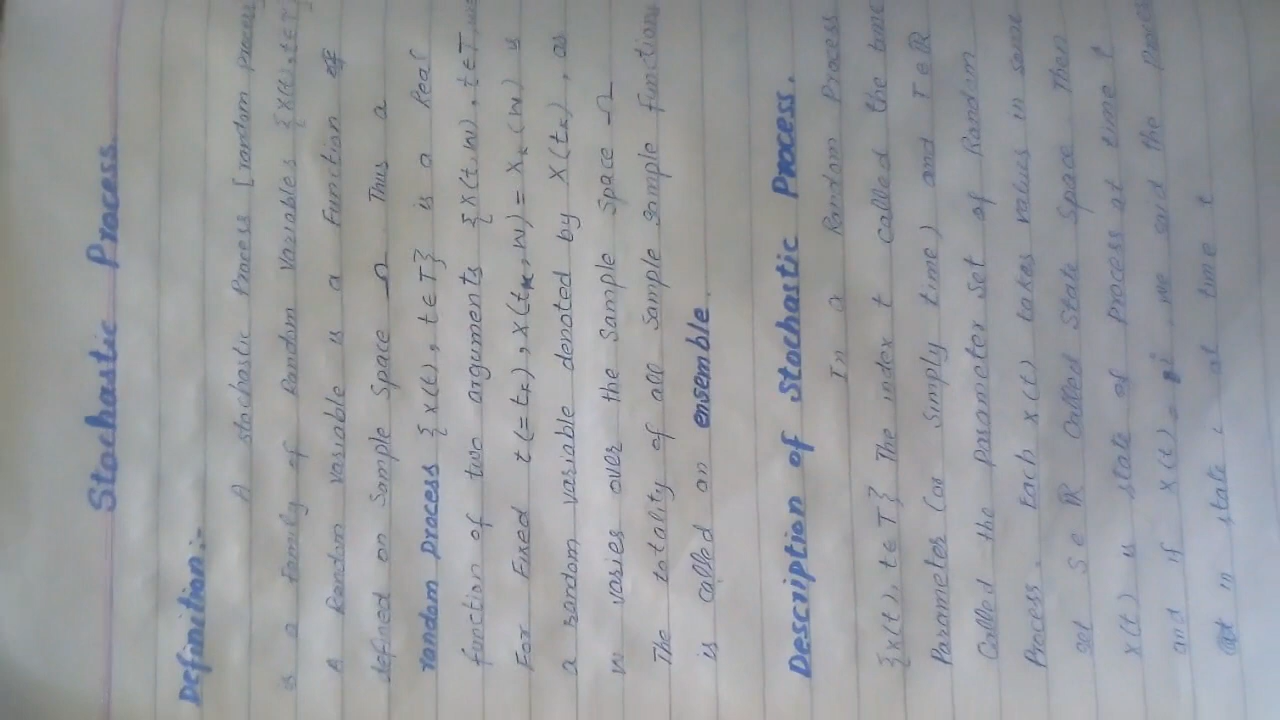 Stochastic Process.
Definition:-
A stochastic Process [random process]
is a family of Random Variables {X(t), t∈T}
A Random variable is a Function of
defined on Sample Space Ω Thus a
random process {x(t), t∈T} is a Real
function of two arguments {X(t,w), t∈T,
For Fixed t(=tₖ), X(tₖ,w) = Xₖ(w) is
a random variable denoted by X(tₖ), as
w varies over the Sample Space Ω
The totality of all sample sample functions
is called an ensemble.
Description of Stochastic Process.
In a Random Process
{x(t), t∈T} The index t called the time
Parameter (or simply time) and T∈ℝ
Called the parameter set of Random
Process. Each x(t) takes values in some
set S∈ℝ Called State Space Then
x(t) is state of Process at time t
and if x(t) = i we said the Process
in state i at time t